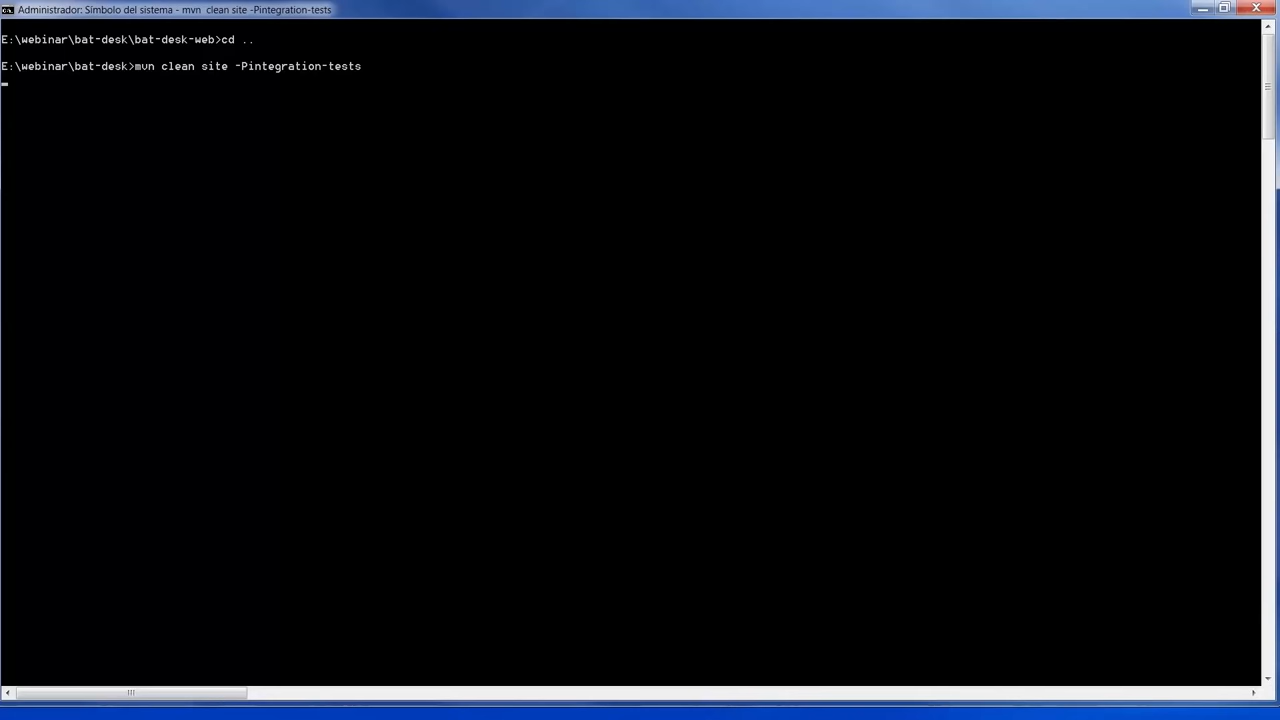 Administrador: Símbolo del sistema - mvn  clean site -Pintegration-tests
E:\webinar\bat-desk\bat-desk-web>cd ..
E:\webinar\bat-desk>mvn clean site -Pintegration-tests